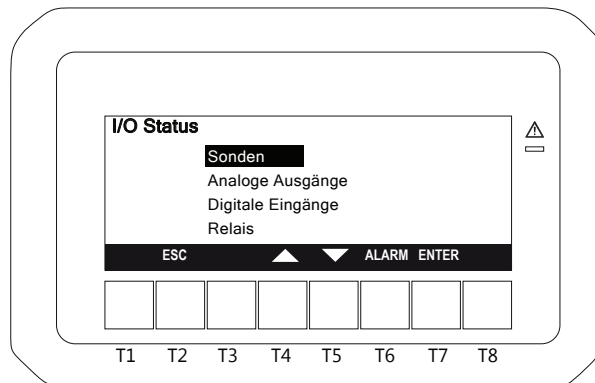 I/O Status
Sonden
Analoge Ausgänge
Digitale Eingänge
Relais
ESC ALARM ENTER
T1 T2 T3 T4 T5 T6 T7 T8